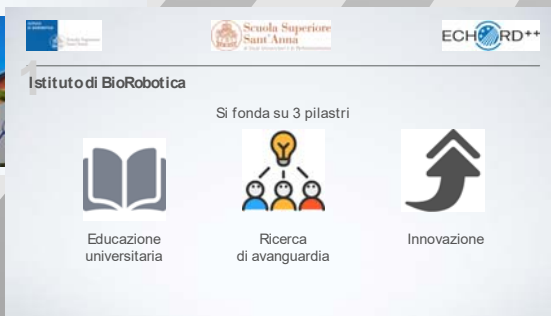 Scuola Superiore
Sant'Anna
ECHORD++
1
Istituto di BioRobotica
Si fonda su 3 pilastri
Educazione
universitaria
Ricerca
di avanguardia
Innovazione